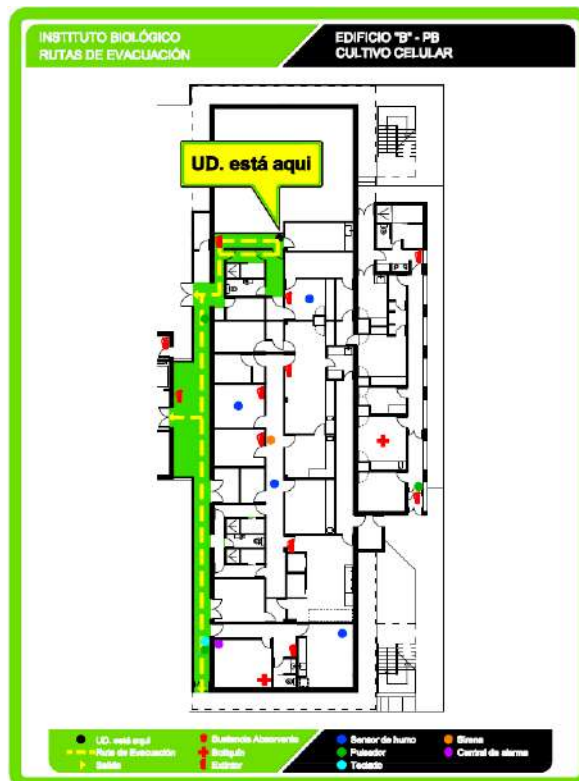 INSTITUTO BIOLÓGICO
RUTAS DE EVACUACIÓN
EDIFICIO "B" - PB
CULTIVO CELULAR
UD. está aqui
UD. está aquí
Ruta de Evacuación
Salida
Sustancia Absorvente
Botiquín
Extintor
Sensor de humo
Pulsador
Teclado
Sirena
Central de alarma